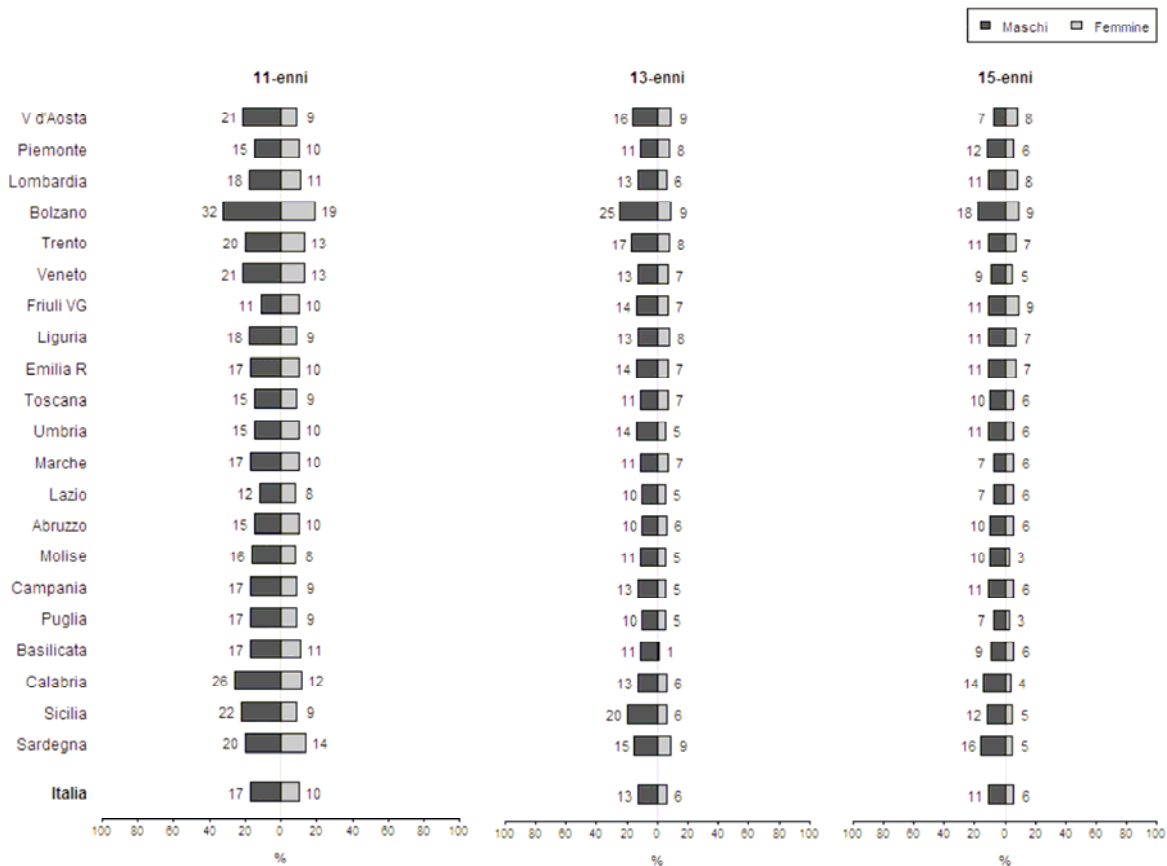 Maschi Femmine
11-enni 13-enni 15-enni
V d'Aosta 21 9 16 9 7 8
Piemonte 15 10 11 8 12 6
Lombardia 18 11 13 6 11 8
Bolzano 32 19 25 9 18 9
Trento 20 13 17 8 11 7
Veneto 21 13 13 7 9 5
Friuli VG 11 10 14 7 11 9
Liguria 18 9 13 8 11 7
Emilia R 17 10 14 7 11 7
Toscana 15 9 11 7 10 6
Umbria 15 10 14 5 11 6
Marche 17 10 11 7 7 6
Lazio 12 8 10 5 7 6
Abruzzo 15 10 10 6 10 6
Molise 16 8 11 5 10 3
Campania 17 9 13 5 11 6
Puglia 17 9 10 5 7 3
Basilicata 17 11 11 1 9 6
Calabria 26 12 13 6 14 4
Sicilia 22 9 20 6 12 5
Sardegna 20 14 15 9 16 5
Italia 17 10 13 6 11 6
100 80 60 40 20 0 20 40 60 80 100 100 80 60 40 20 0 20 40 60 80 100 100 80 60 40 20 0 20 40 60 80 100
% % %